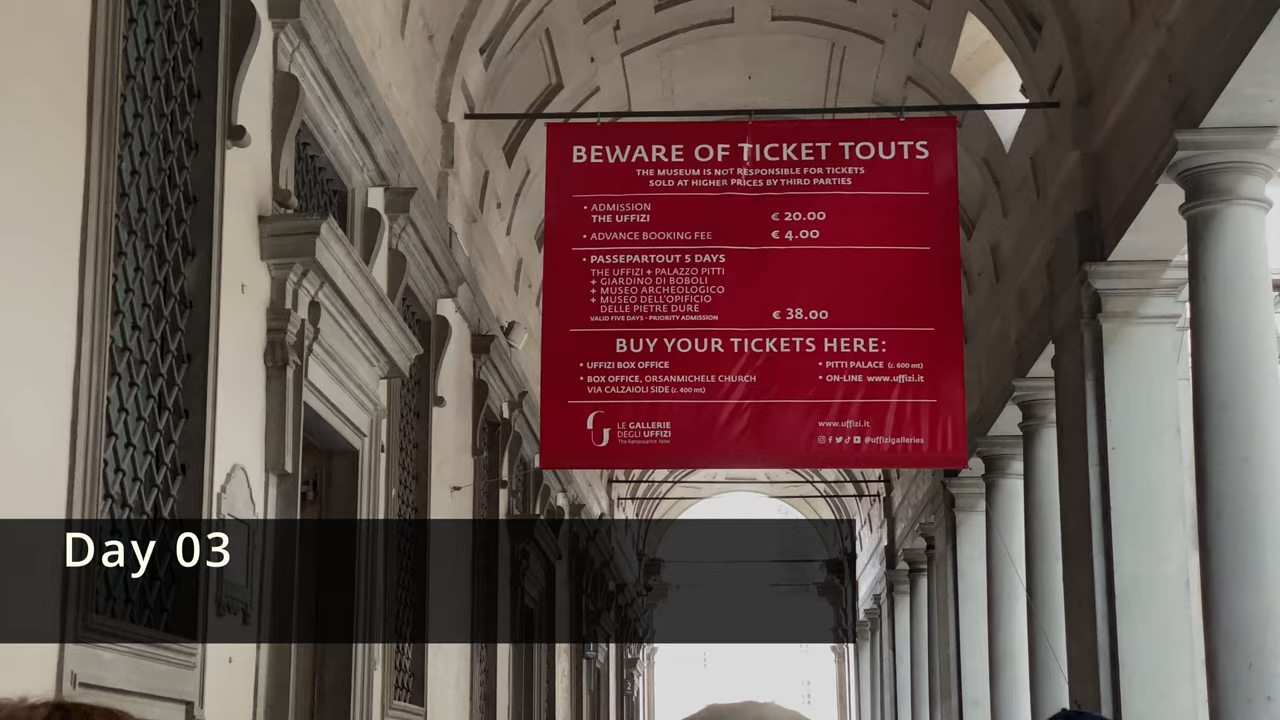 BEWARE OF TICKET TOUTS
THE MUSEUM IS NOT RESPONSIBLE FOR TICKETS
SOLD AT HIGHER PRICES BY THIRD PARTIES
• ADMISSION
THE UFFIZI € 20.00
• ADVANCE BOOKING FEE € 4.00
• PASSEPARTOUT 5 DAYS
THE UFFIZI + PALAZZO PITTI
+ GIARDINO DI BOBOLI
+ MUSEO ARCHEOLOGICO
+ MUSEO DELL'OPIFICIO
DELLE PIETRE DURE
VALID FIVE DAYS - PRIORITY ADMISSION € 38.00
BUY YOUR TICKETS HERE:
• UFFIZI BOX OFFICE
• BOX OFFICE, ORSANMICHELE CHURCH
VIA CALZAIOLI SIDE (c. 400 mt)
• PITTI PALACE (c. 600 mt)
• ON-LINE www.uffizi.it
LE GALLERIE
DEGLI UFFIZI
The Renaissance Now
www.uffizi.it
@uffizigalleries
Day 03